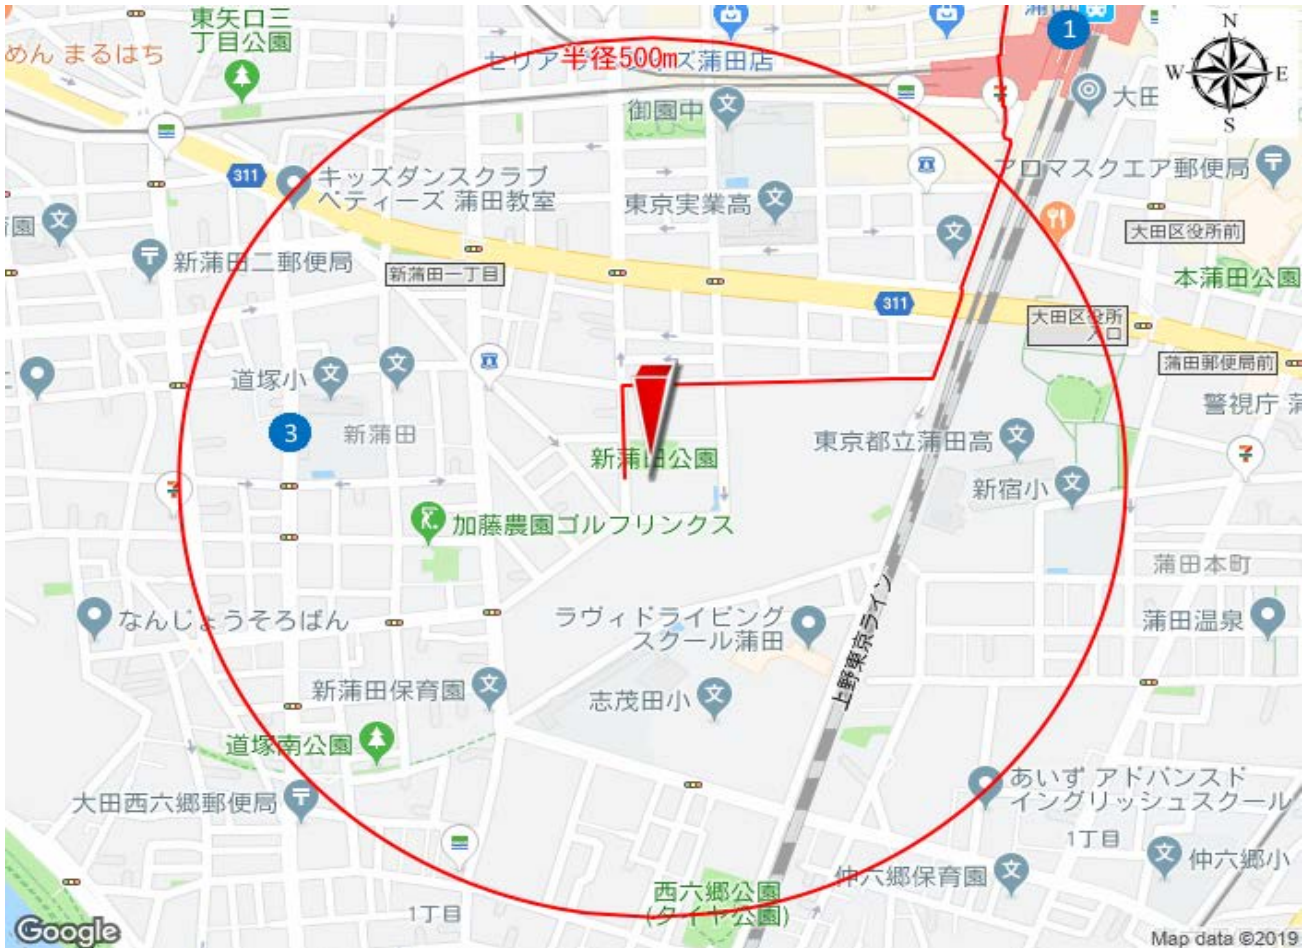 東矢口三
丁目公園
めん まるはち
半径500m
御園中
大田
N
W
E
S
1
311
キッズダンスクラブ
ペティーズ 蒲田教室
東京実業高
アロマスクエア郵便局
大田区役所前
新蒲田二郵便局
新蒲田一丁目
本蒲田公園
311
大田区役所
入口
蒲田郵便局前
道塚小
3
新蒲田
新蒲田公園
東京都立蒲田高
新宿小
警視庁
加藤農園ゴルフリンクス
蒲田本町
なんじょうそろばん
ラヴィドライビング
スクール蒲田
蒲田温泉
上野東京ライン
新蒲田保育園
志茂田小
道塚南公園
大田西六郷郵便局
あいず アドバンスド
イングリッシュスクール
1丁目
仲六郷小
仲六郷保育園
西六郷公園
(タイヤ公園)
1丁目
Google
Map data ©2019